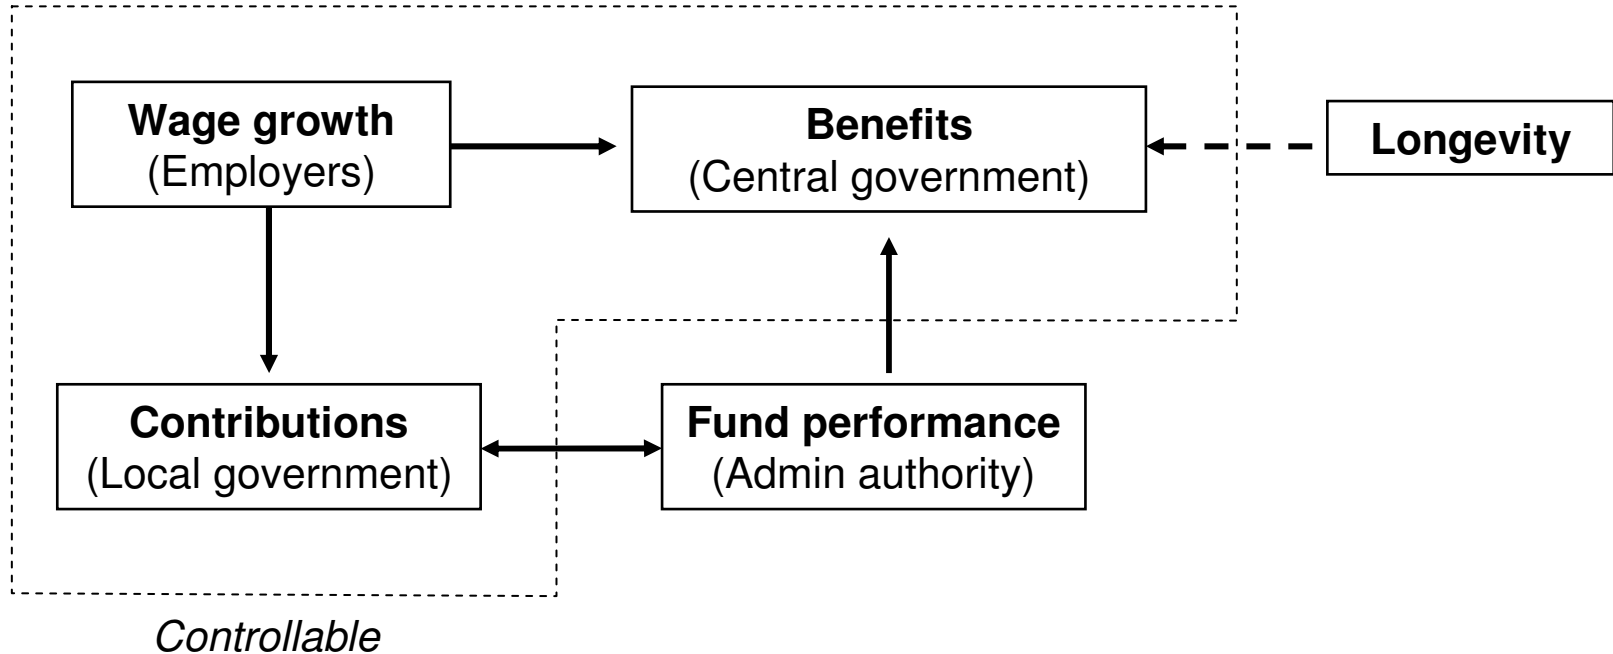 Wage growth
(Employers)
Benefits
(Central government)
Longevity
Contributions
(Local government)
Fund performance
(Admin authority)
Controllable